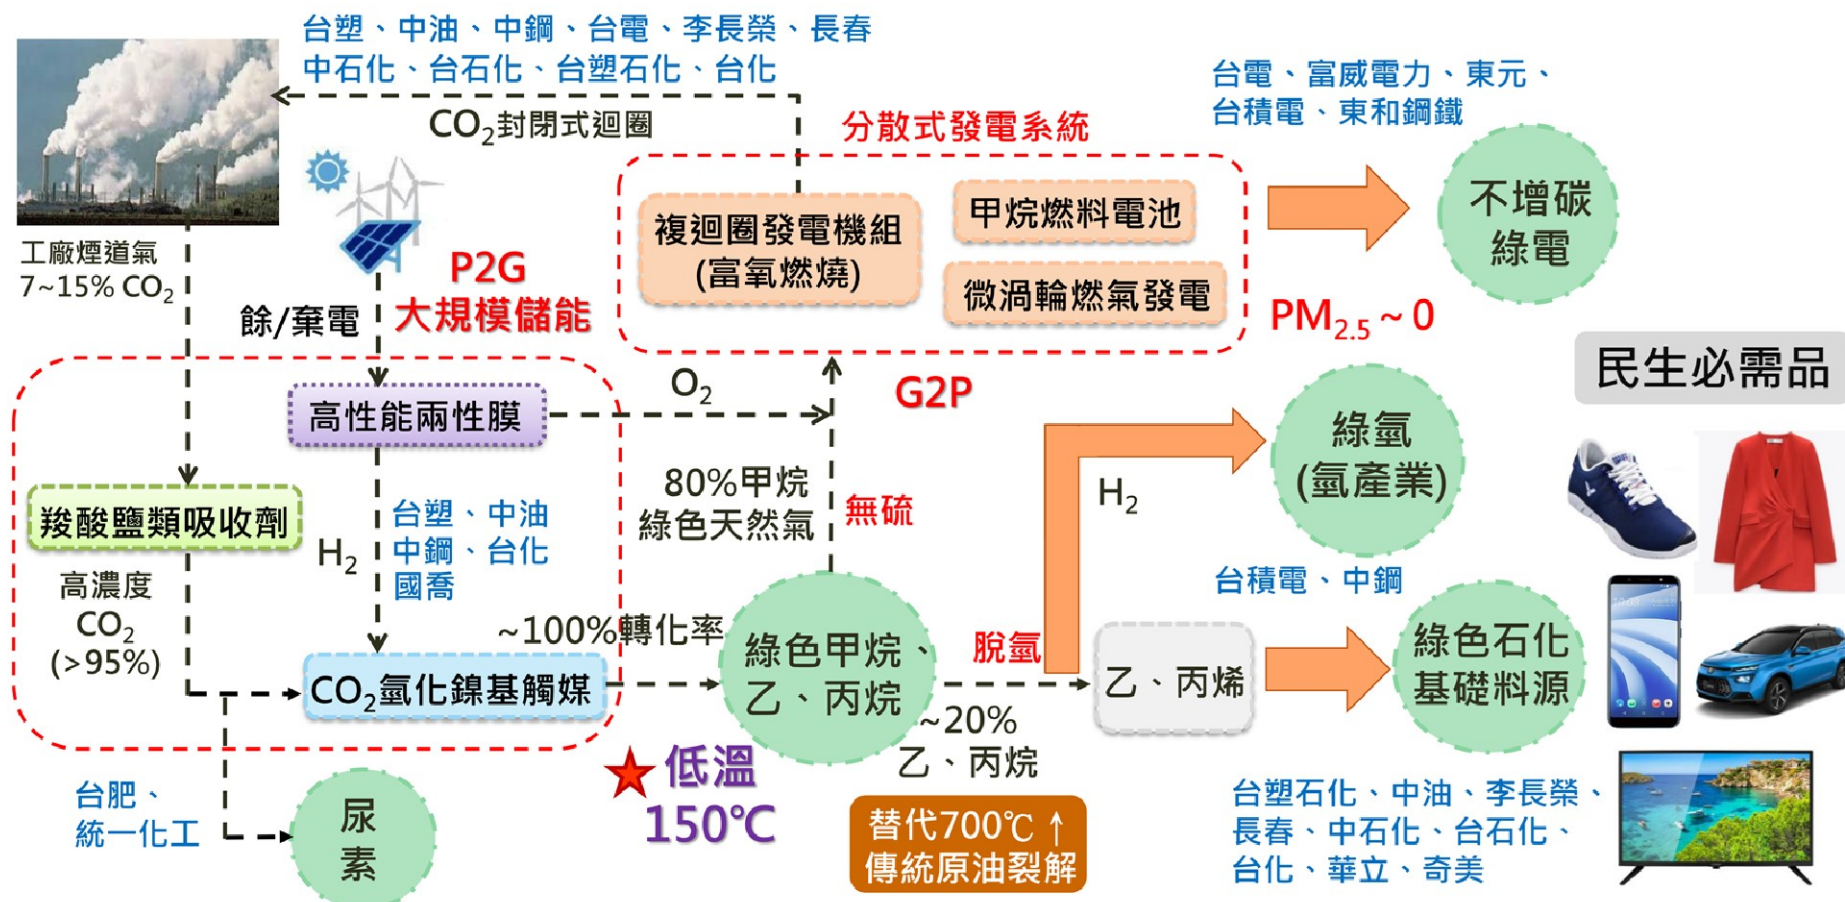 台塑、中油、中鋼、台電、李長榮、長春
中石化、台石化、台塑石化、台化
CO₂封閉式迴圈
工廠煙道氣
7~15% CO₂
餘/棄電
P2G
大規模儲能
分散式發電系統
複迴圈發電機組
(富氧燃燒)
甲烷燃料電池
微渦輪燃氣發電
台電、富威電力、東元、
台積電、東和鋼鐵
不增碳
綠電
PM₂.₅ ~ 0
G2P
民生必需品
高性能兩性膜
O₂
羧酸鹽類吸收劑
高濃度
CO₂
(>95%)
H₂
台塑、中油
中鋼、台化
國喬
80%甲烷
綠色天然氣
無硫
CO₂氫化鎳基觸媒
~100%轉化率
綠色甲烷、
乙、丙烷
低溫
150℃
脫氫
~20%
乙、丙烷
替代700℃↑
傳統原油裂解
乙、丙烯
H₂
綠氫
(氫產業)
台積電、中鋼
綠色石化
基礎料源
台塑石化、中油、李長榮、
長春、中石化、台石化、
台化、華立、奇美
台肥、
統一化工
尿
素